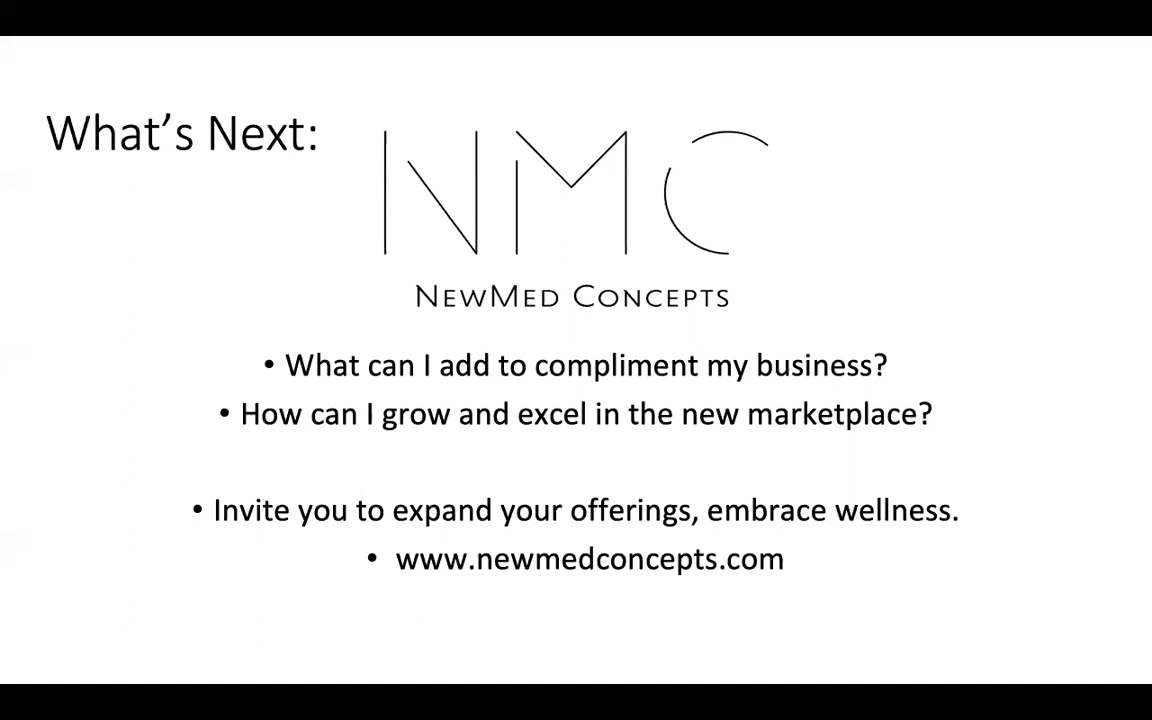 What's Next:
NMC
NEWMED CONCEPTS
• What can I add to compliment my business?
• How can I grow and excel in the new marketplace?
• Invite you to expand your offerings, embrace wellness.
• www.newmedconcepts.com